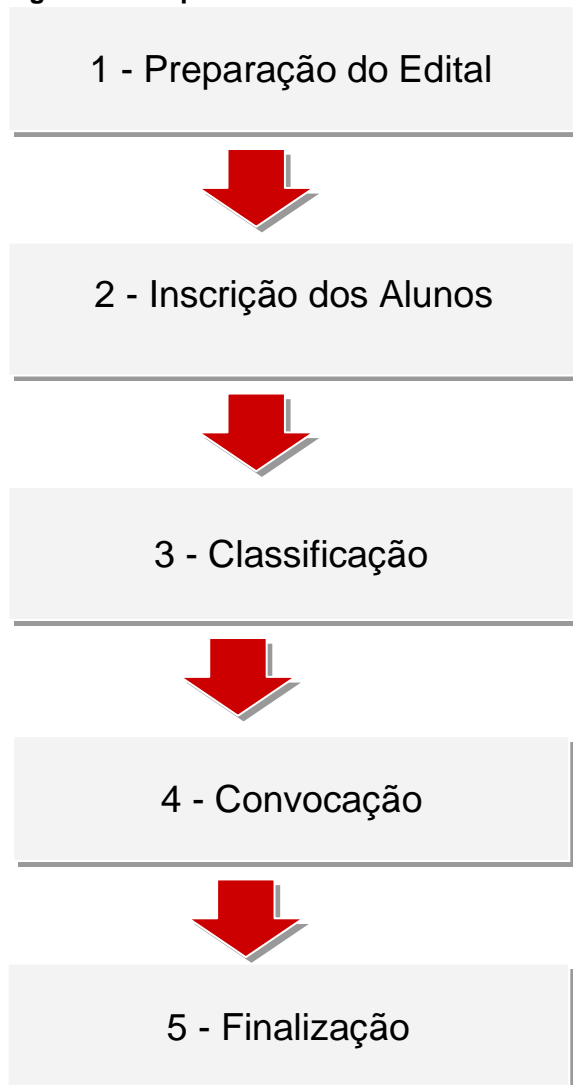 1 - Preparação do Edital
2 - Inscrição dos Alunos
3 - Classificação
4 - Convocação
5 - Finalização